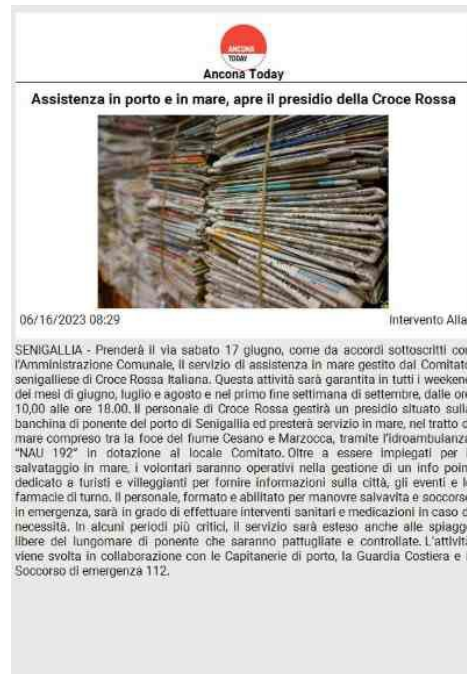 ANCONA
TODAY
Ancona Today
Assistenza in porto e in mare, apre il presidio della Croce Rossa
06/16/2023 08:29
Intervento Alla
SENIGALLIA - Prenderà il via sabato 17 giugno, come da accordi sottoscritti con
l'Amministrazione Comunale, il servizio di assistenza in mare gestito dal Comitato
senigalliese di Croce Rossa Italiana. Questa attività sarà garantita in tutti i weekend
dei mesi di giugno, luglio e agosto e nel primo fine settimana di settembre, dalle ore
10,00 alle ore 18.00. Il personale di Croce Rossa gestirà un presidio situato sulla
banchina di ponente del porto di Senigallia ed presterà servizio in mare, nel tratto di
mare compreso tra la foce del fiume Cesano e Marzocca, tramite l'idroambulanza
"NAU 192" in dotazione al locale Comitato. Oltre a essere impiegati per i
salvataggio in mare, i volontari saranno operativi nella gestione di un info point
dedicato a turisti e villeggianti per fornire informazioni sulla città, gli eventi e le
farmacie di turno. Il personale, formato e abilitato per manovre salvavita e soccorso
in emergenza, sarà in grado di effettuare interventi sanitari e medicazioni in caso di
necessità. In alcuni periodi più critici, il servizio sarà esteso anche alle spiagge
libere del lungomare di ponente che saranno pattugliate e controllate. L'attività
viene svolta in collaborazione con le Capitanerie di porto, la Guardia Costiera e i
Soccorso di emergenza 112.